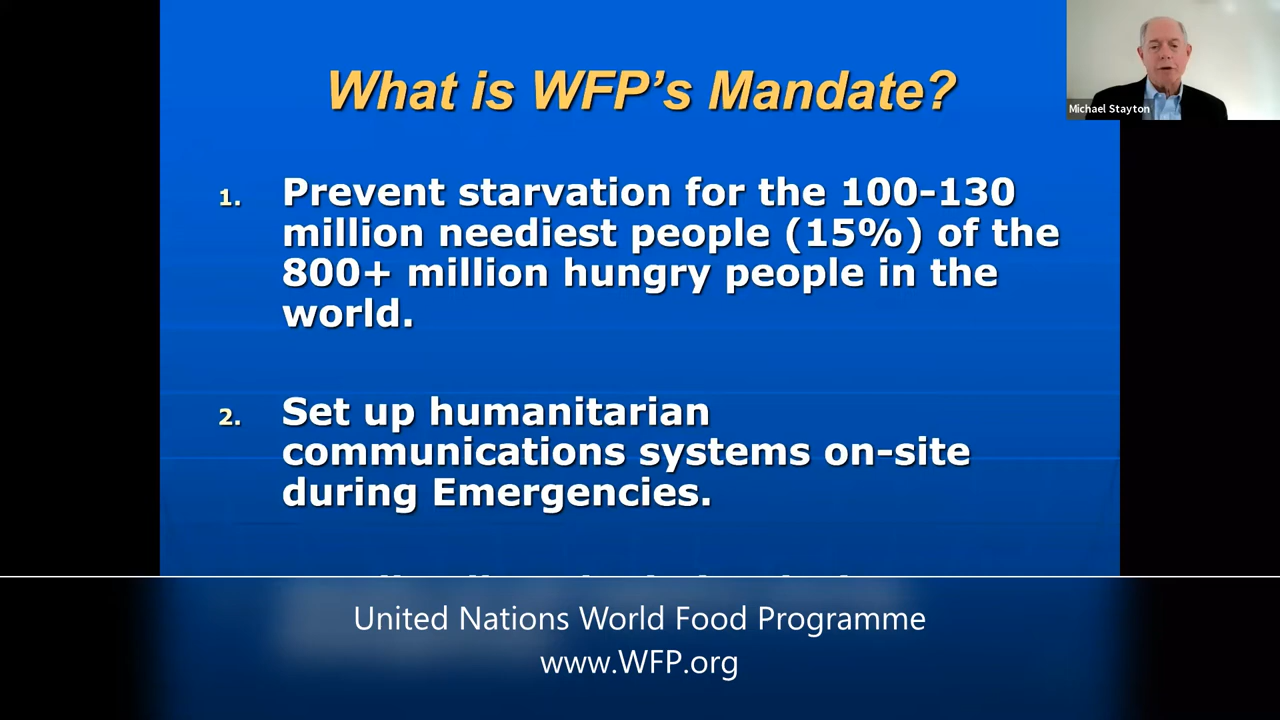 What is WFP's Mandate?
Michael Stayton
1. Prevent starvation for the 100-130
million neediest people (15%) of the
800+ million hungry people in the
world.
2. Set up humanitarian
communications systems on-site
during Emergencies.
United Nations World Food Programme
www.WFP.org